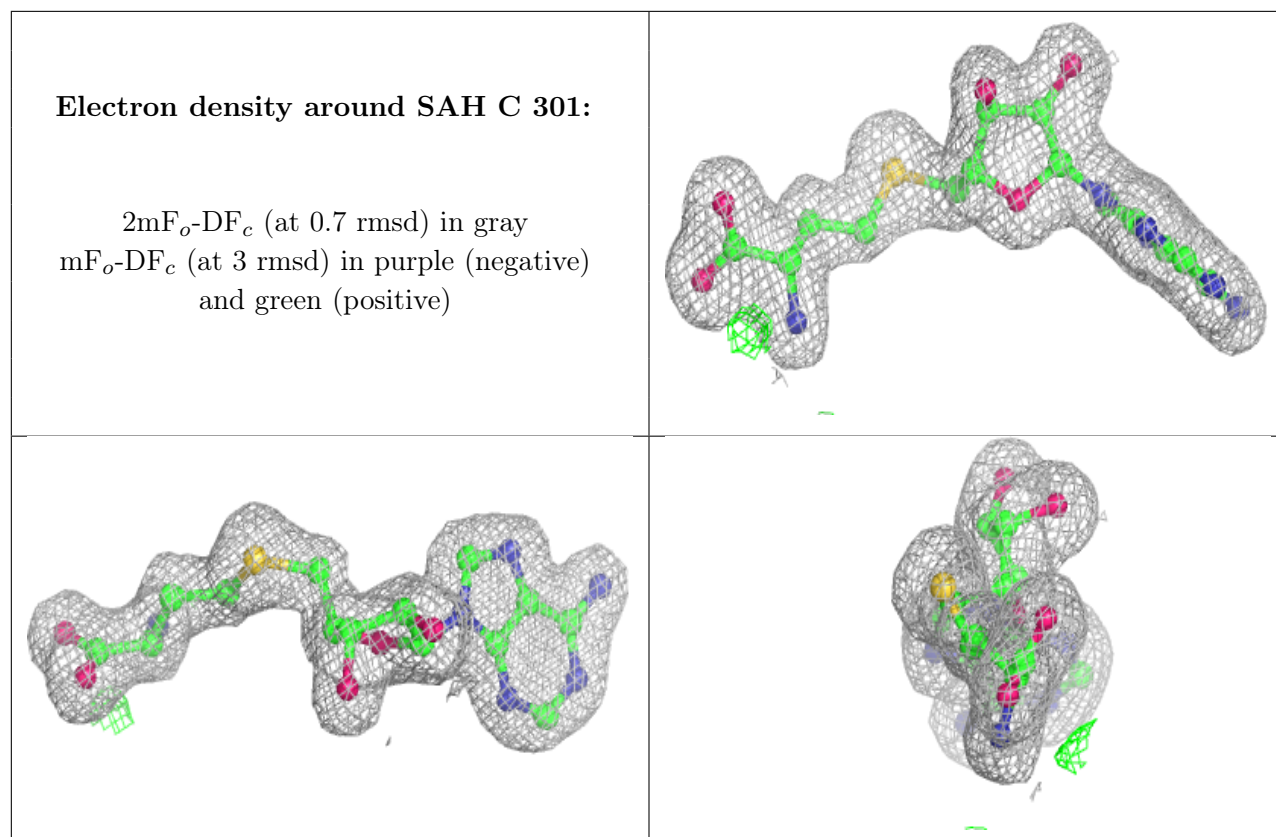 Electron density around SAH C 301:
2mF$_o$-DF$_c$ (at 0.7 rmsd) in gray
mF$_o$-DF$_c$ (at 3 rmsd) in purple (negative)
and green (positive)